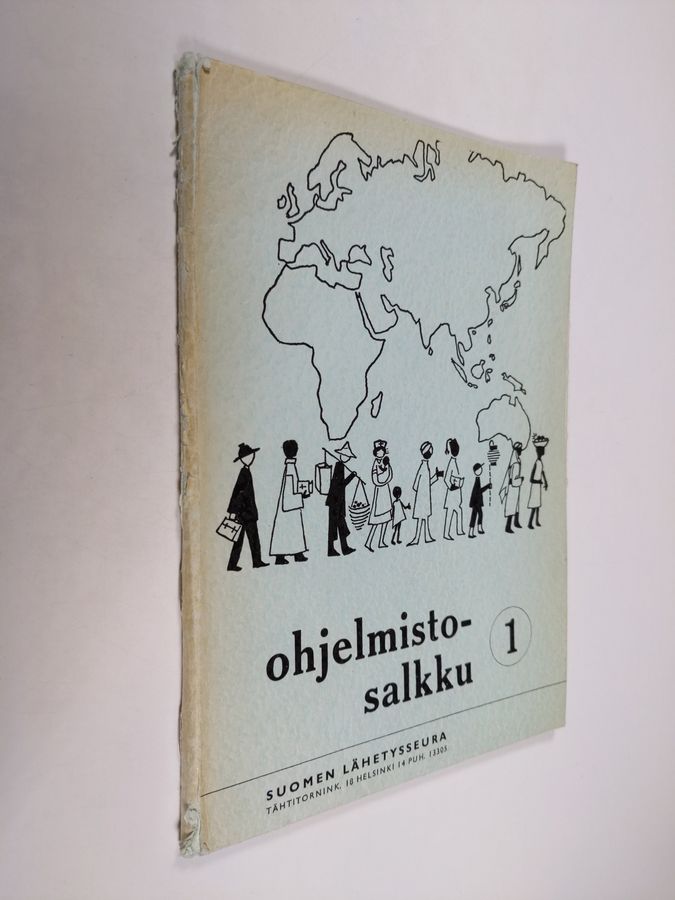 ohjelmisto-
salkku
1
SUOMEN LÄHETYSSEURA
TÄHTITORNINK. 18 HELSINKI 14 PUH. 13305